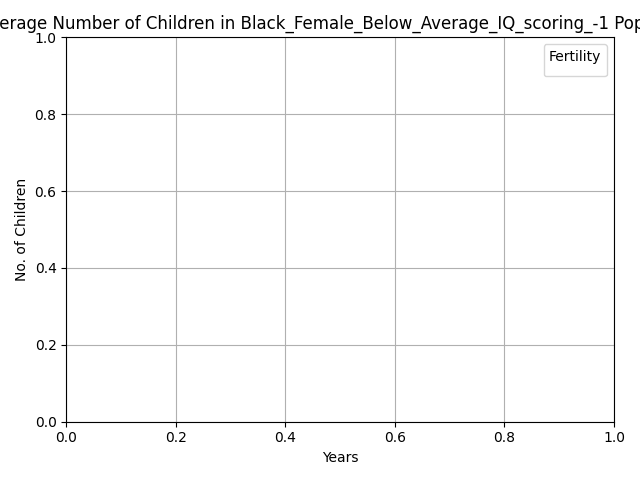 erage Number of Children in Black_Female_Below_Average_IQ_scoring_-1 Pop
Fertility
1.0
0.8
0.6
0.4
0.2
0.0
No. of Children
0.0 0.2 0.4 0.6 0.8 1.0
Years